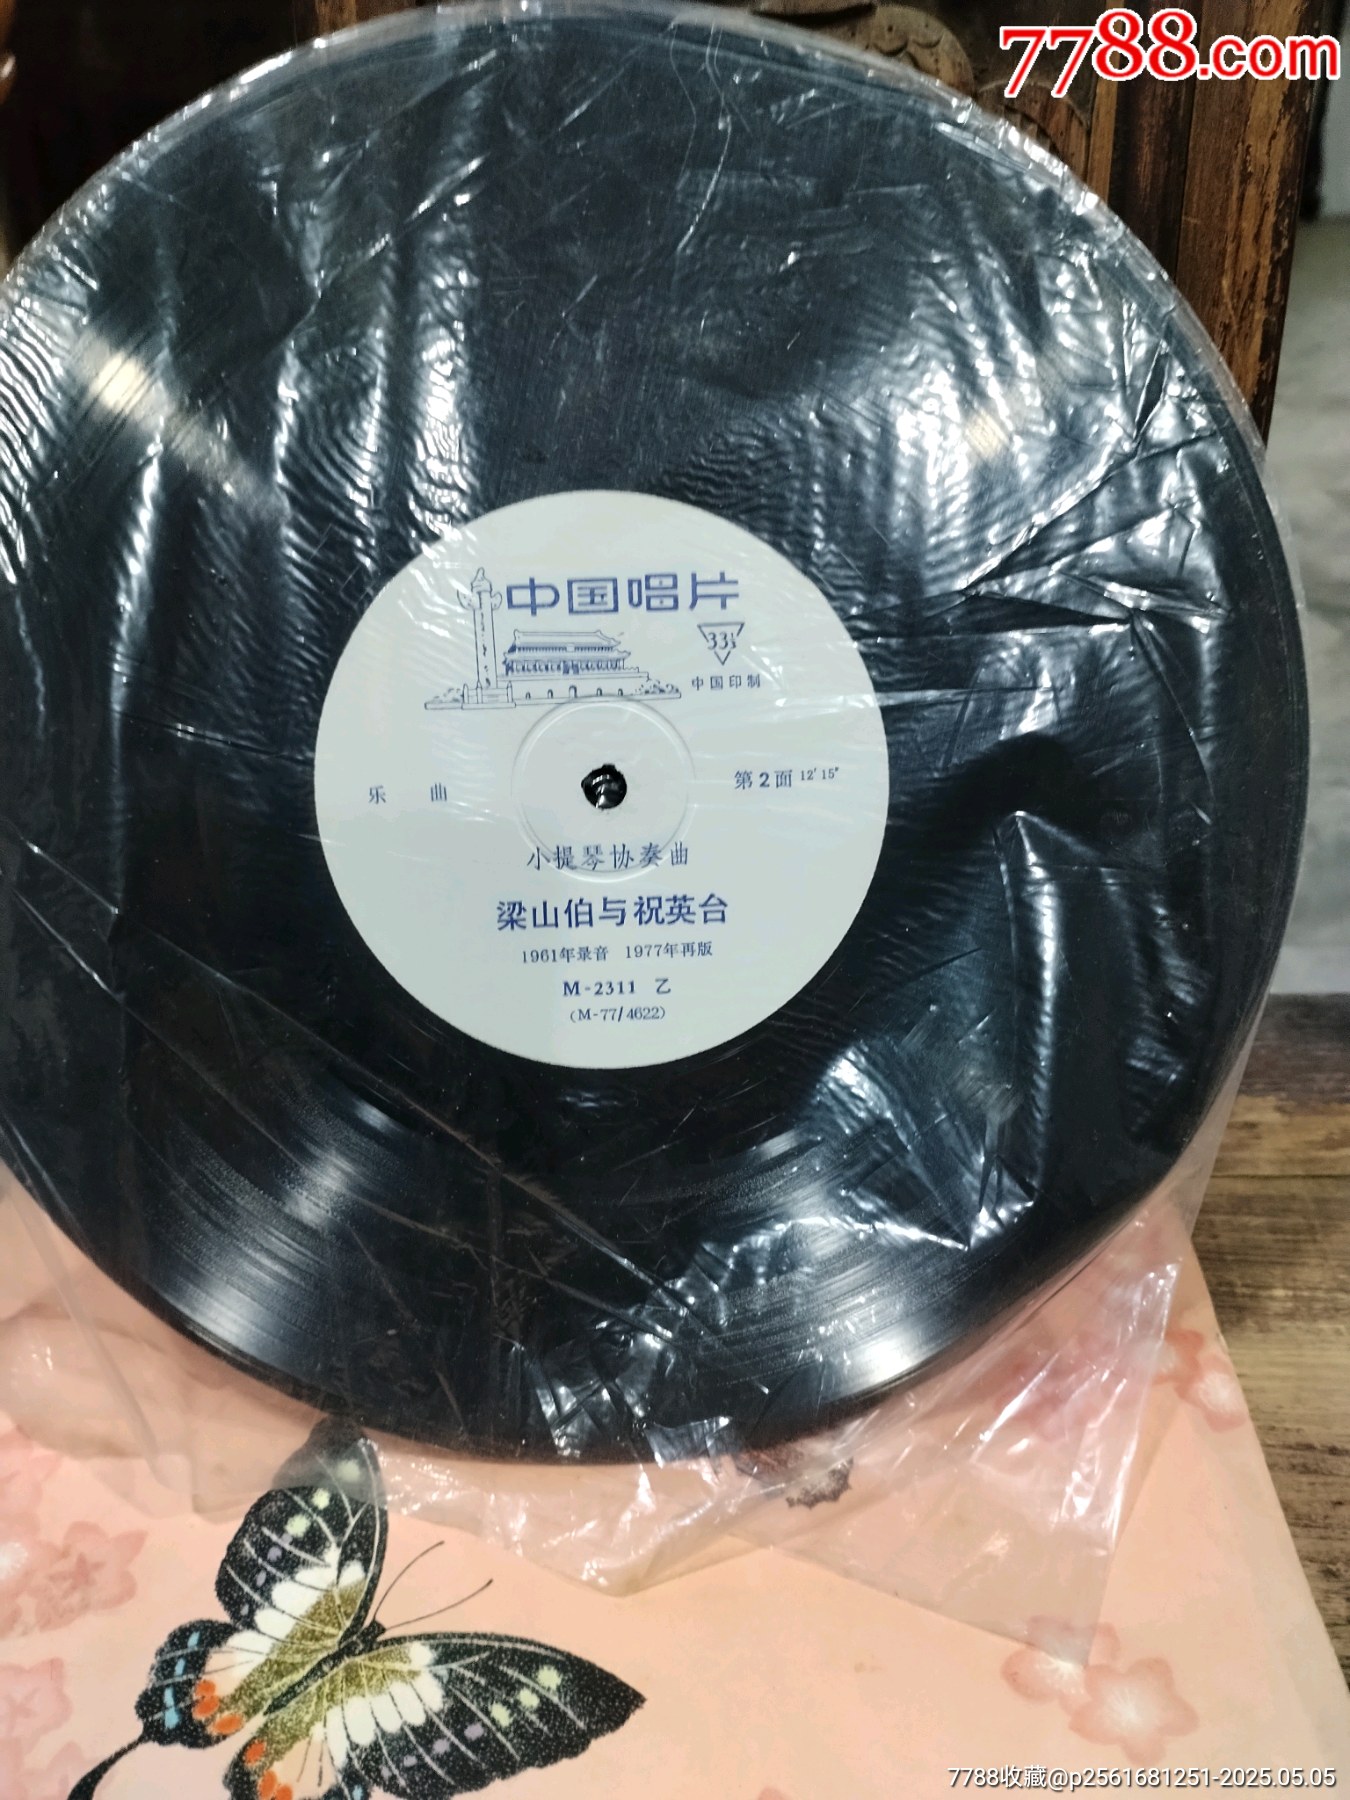 7788.com
中国唱片
33⅓
中国印制
乐 曲
第2面 12′15″
小提琴协奏曲
梁山伯与祝英台
1961年录音 1977年再版
M-2311 乙
(M-77/4622)
7788收藏@p2561681251-2025.05.05